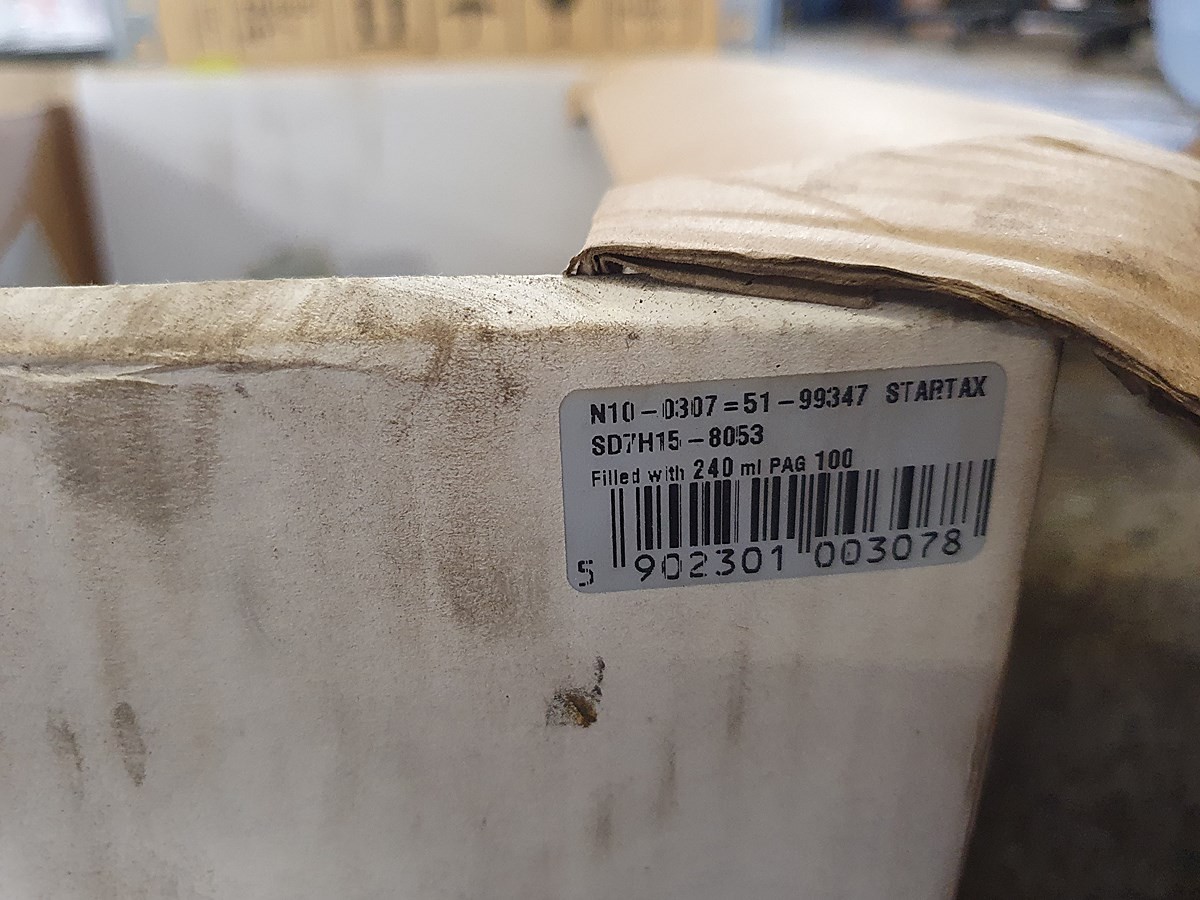 N10-0307=51-99347 STARTAX
SD7H15-8053
Filled with 240 ml PAG 100
5 902301 003078